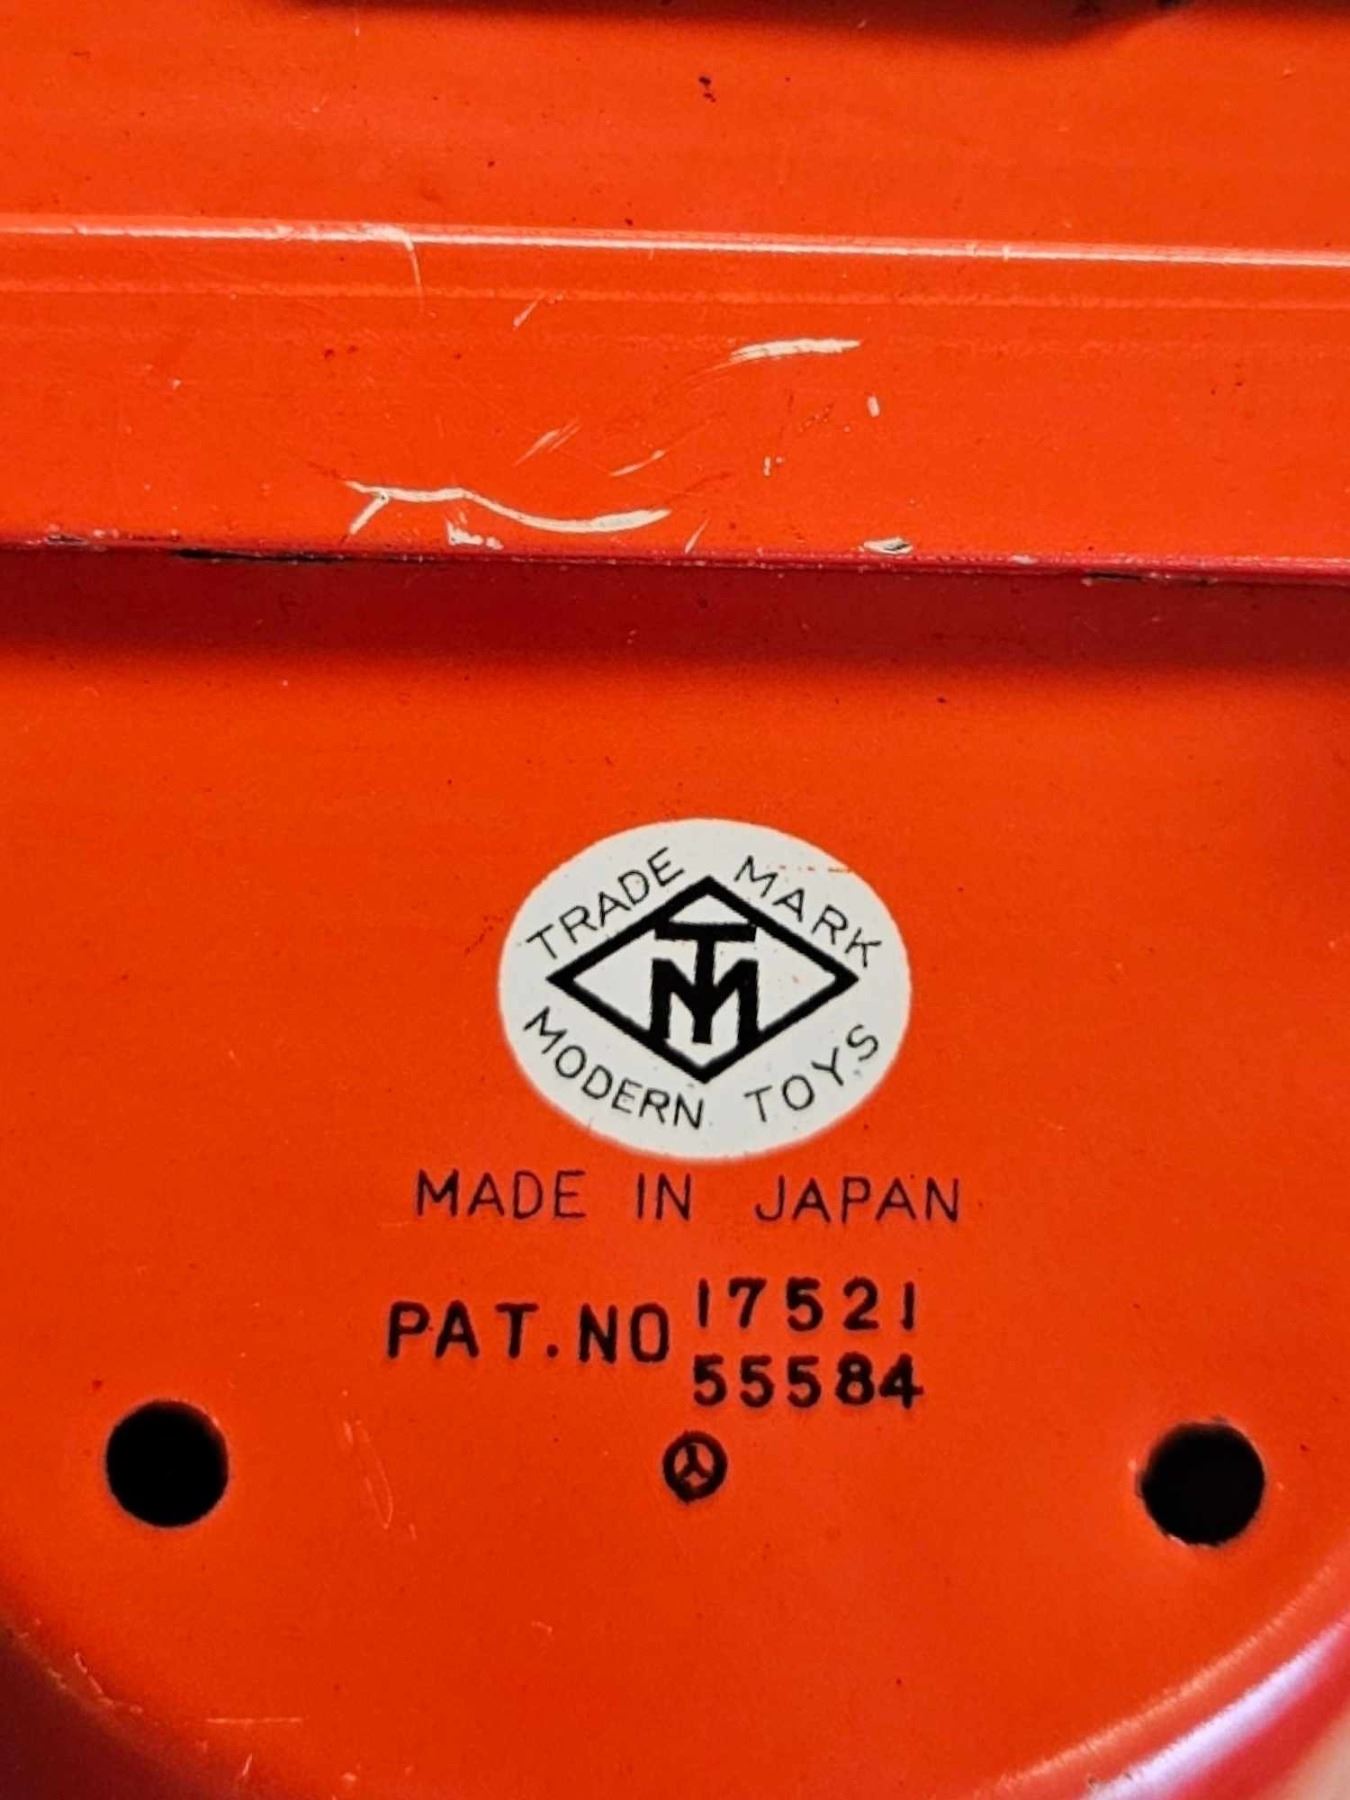 TRADE MARK
TM
MODERN TOYS
MADE IN JAPAN
PAT. NO 17521
55584